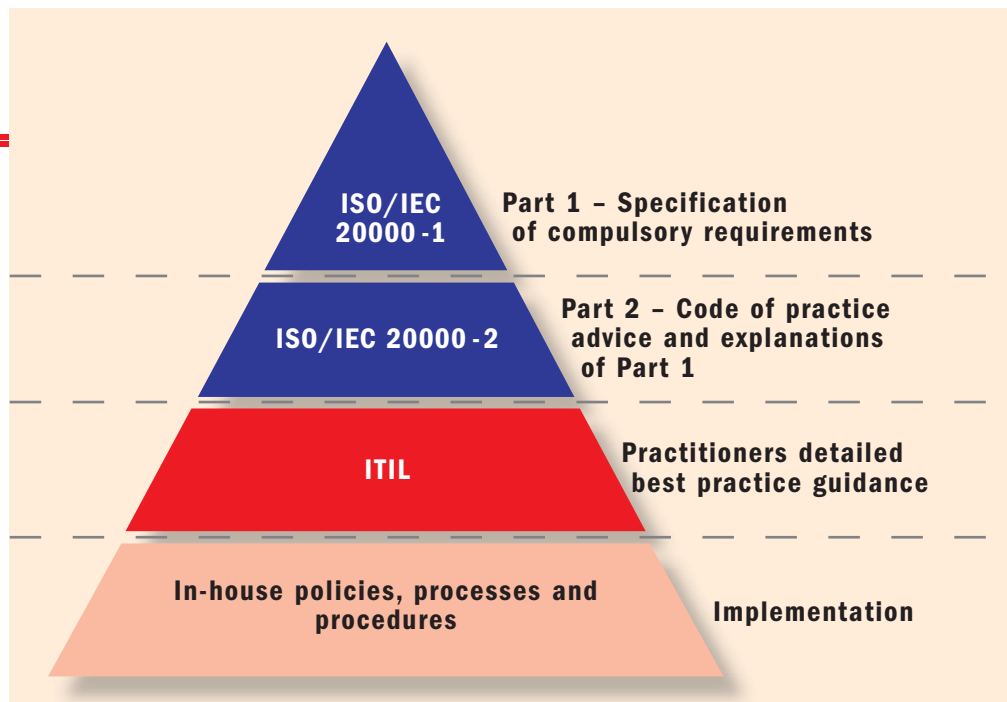 ISO/IEC
20000-1
Part 1 – Specification
of compulsory requirements
ISO/IEC 20000-2
Part 2 – Code of practice
advice and explanations
of Part 1
ITIL
Practitioners detailed
best practice guidance
In-house policies, processes and
procedures
Implementation